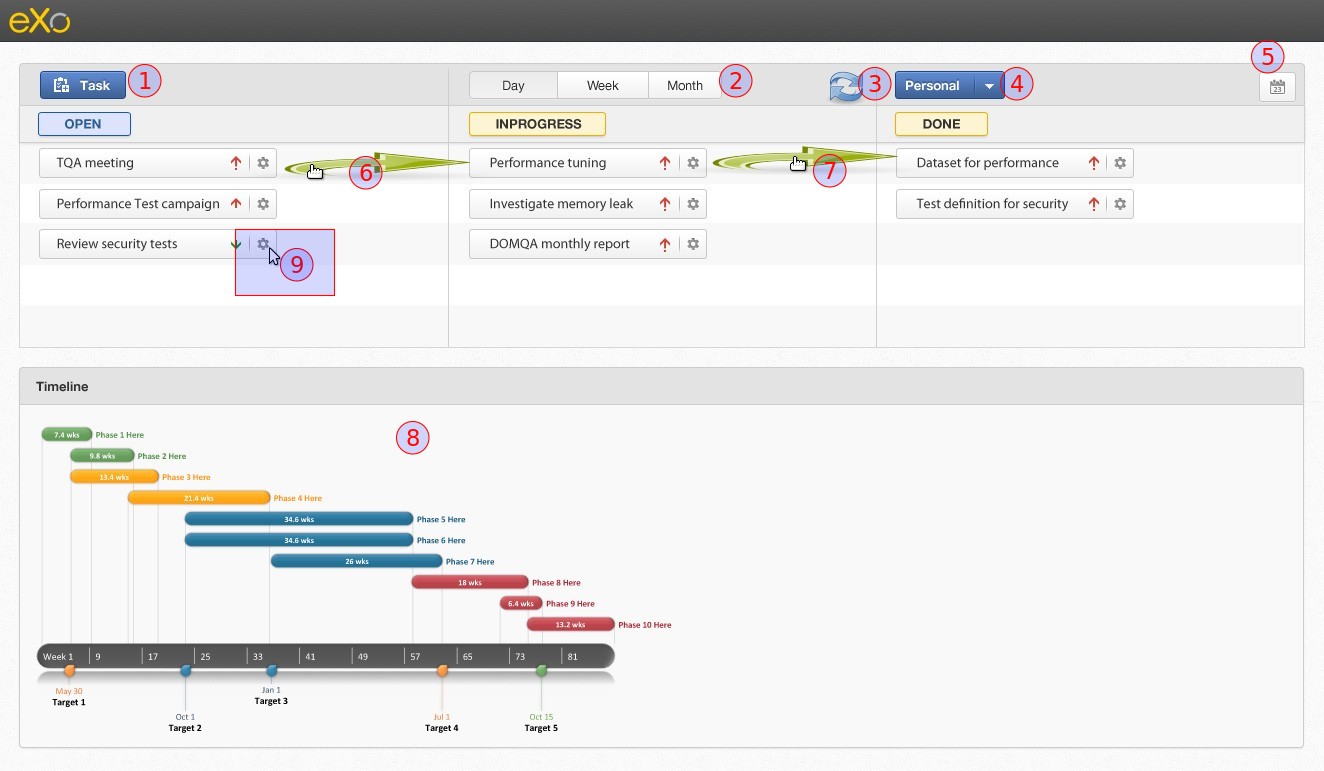 eXo
Task 1 Day Week Month 2 3 Personal 4 5
23
OPEN INPROGRESS DONE
TQA meeting 6 Performance tuning 7 Dataset for performance
Performance Test campaign Investigate memory leak Test definition for security
Review security tests 9 DOMQA monthly report
Timeline
8
7.4 wks Phase 1 Here
9.8 wks Phase 2 Here
13.4 wks Phase 3 Here
21.4 wks Phase 4 Here
34.6 wks Phase 5 Here
34.6 wks Phase 6 Here
26 wks Phase 7 Here
18 wks Phase 8 Here
6.4 wks Phase 9 Here
13.2 wks Phase 10 Here
Week 1 9 17 25 33 41 49 57 65 73 81
May 30 Jan 1
Target 1 Target 3
Oct 1 Jul 1 Oct 15
Target 2 Target 4 Target 5